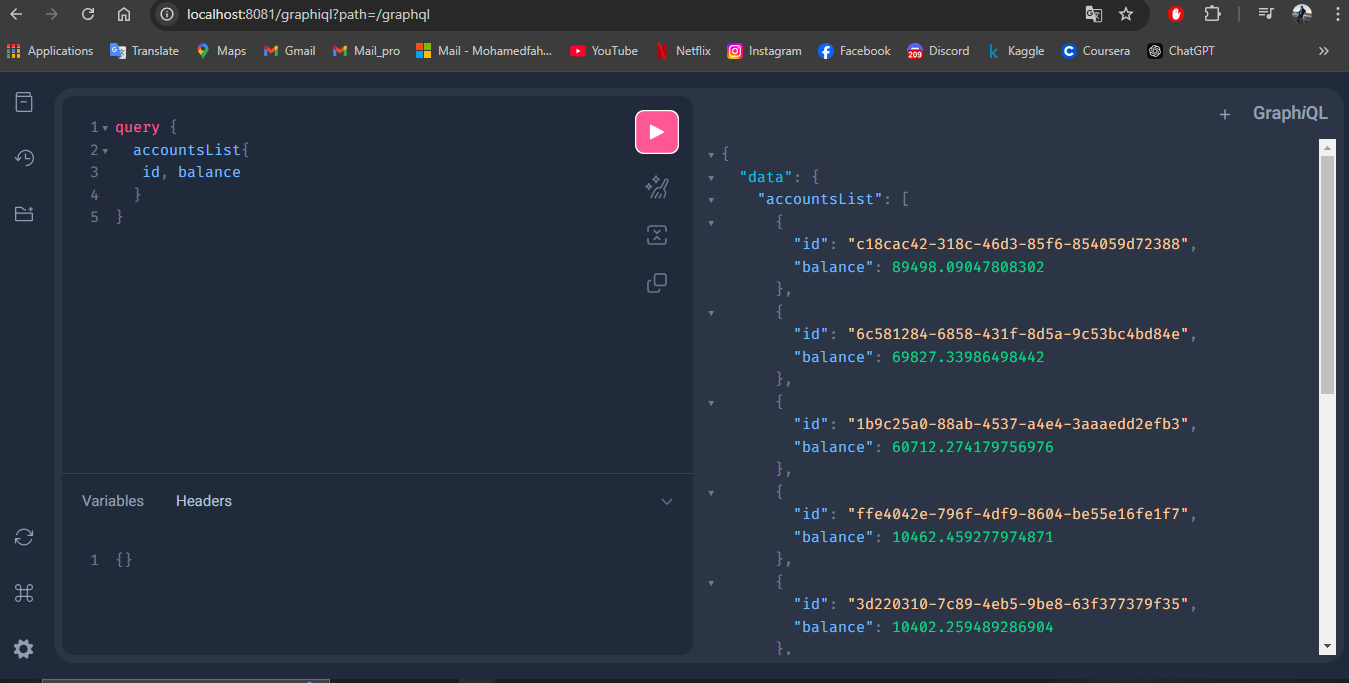 localhost:8081/graphiql?path=/graphql
Applications Translate Maps Gmail Mail_pro Mail - Mohamedfah... YouTube Netflix Instagram Facebook 209 Discord Kaggle Coursera ChatGPT »
1 query {
2 accountsList{
3 id, balance
4 }
5 }
Variables Headers
1 {}
+ GraphiQL
{
"data": {
"accountsList": [
{
"id": "c18cac42-318c-46d3-85f6-854059d72388",
"balance": 89498.09047808302
},
{
"id": "6c581284-6858-431f-8d5a-9c53bc4bd84e",
"balance": 69827.33986498442
},
{
"id": "1b9c25a0-88ab-4537-a4e4-3aaaedd2efb3",
"balance": 60712.274179756976
},
{
"id": "ffe4042e-796f-4df9-8604-be55e16fe1f7",
"balance": 10462.459277974871
},
{
"id": "3d220310-7c89-4eb5-9be8-63f377379f35",
"balance": 10402.259489286904
},